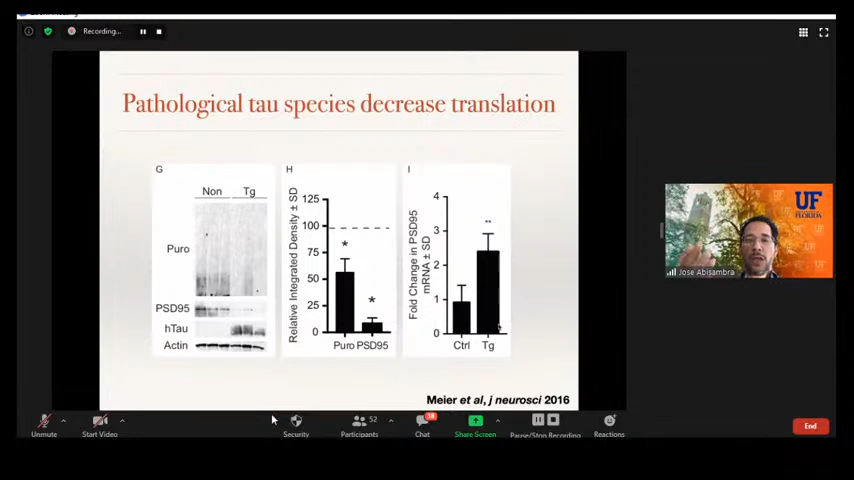 Recording...
Pathological tau species decrease translation
G
Non Tg
Puro
PSD95
hTau
Actin
H
Relative Integrated Density ± SD
125
100
75
50
25
0
*
*
Puro PSD95
I
Fold Change in PSD95
mRNA ± SD
4
3
2
1
0
**
Ctrl Tg
Meier et al, j neurosci 2016
UF
FLORIDA
Jose Abisambra
Unmute
Start Video
Security
52
Participants
38
Chat
Share Screen
Pause/Stop Recording
Reactions
End